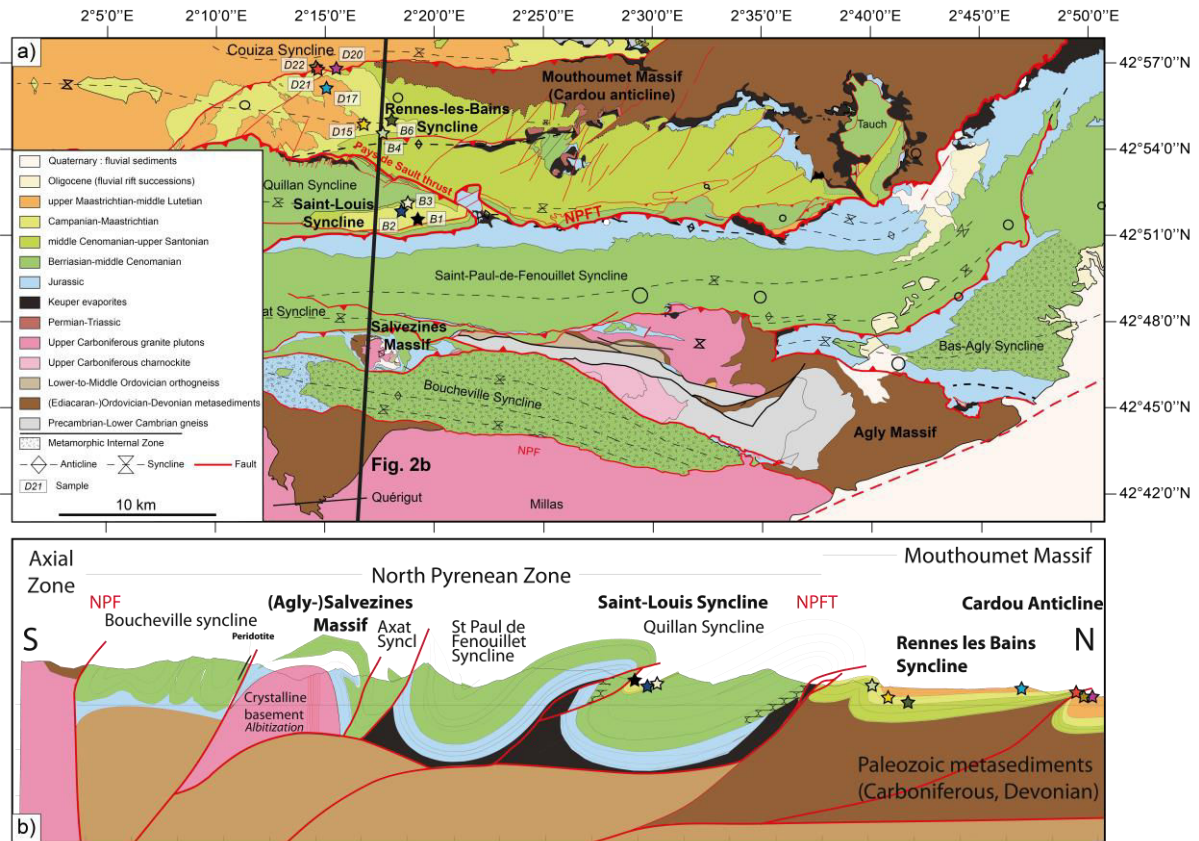 2°5'0"E 2°10'0"E 2°15'0"E 2°20'0"E 2°25'0"E 2°30'0"E 2°35'0"E 2°40'0"E 2°45'0"E 2°50'0"E
a)
Couiza Syncline
D22
D20
D21
D17
D15
B6
B4
Rennes-les-Bains
Syncline
Mouthoumet Massif
(Cardou anticline)
Tauch
42°57'0''N
42°54'0''N
42°51'0''N
42°48'0''N
42°45'0''N
42°42'0''N
Pays de Sault thrust
Quillan Syncline
Saint-Louis
Syncline
B3
B2
B1
NPFT
Saint-Paul-de-Fenouillet Syncline
at Syncline
Salvezines
Massif
Bas-Agly Syncline
Boucheville Syncline
Agly Massif
NPF
Fig. 2b
Quérigut
Millas
Quaternary : fluvial sediments
Oligocene (fluvial rift successions)
upper Maastrichtian-middle Lutetian
Campanian-Maastrichtian
middle Cenomanian-upper Santonian
Berriasian-middle Cenomanian
Jurassic
Keuper evaporites
Permian-Triassic
Upper Carboniferous granite plutons
Upper Carboniferous charnockite
Lower-to-Middle Ordovician orthogneiss
(Ediacaran-)Ordovician-Devonian metasediments
Precambrian-Lower Cambrian gneiss
Metamorphic Internal Zone
Anticline Syncline Fault
D21 Sample
10 km
Axial
Zone
North Pyrenean Zone
Mouthoumet Massif
NPF
Boucheville syncline
(Agly-)Salvezines
Massif
Peridotite
Axat
Syncl
St Paul de
Fenouillet
Syncline
Saint-Louis Syncline
Quillan Syncline
NPFT
Cardou Anticline
S
N
Rennes les Bains
Syncline
Crystalline
basement
Albitization
Paleozoic metasediments
(Carboniferous, Devonian)
b)